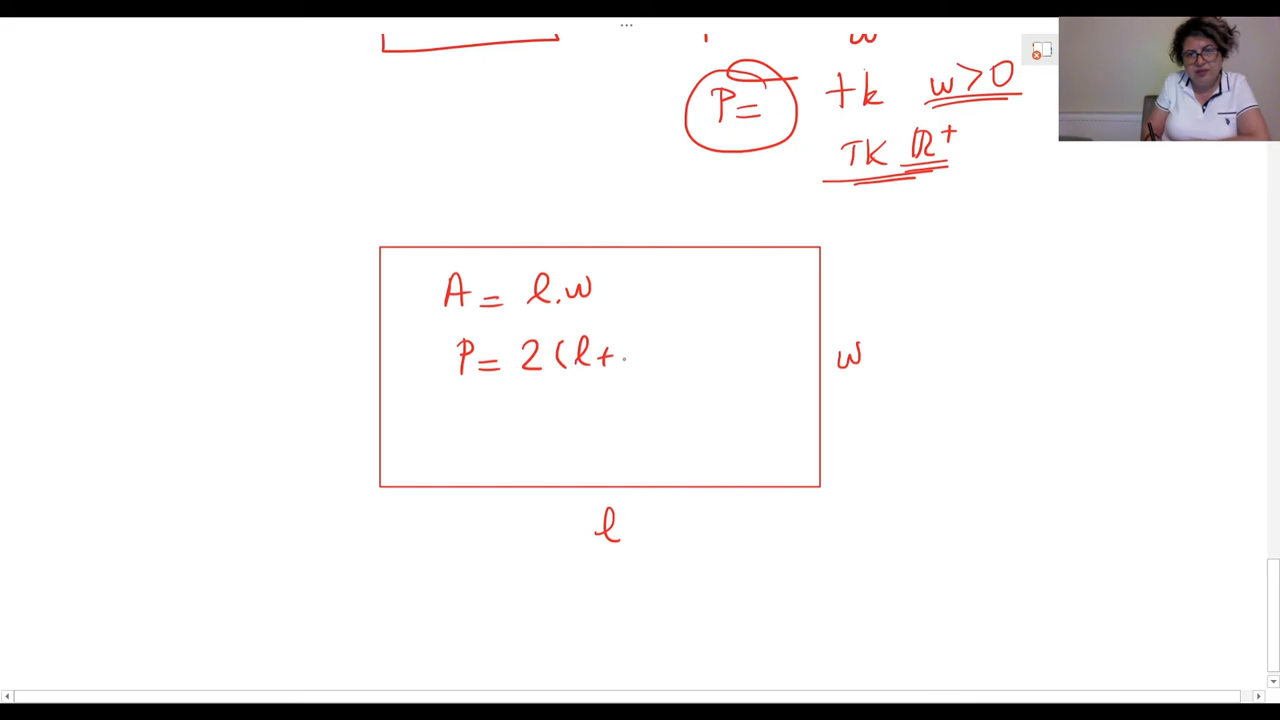 w
P= +k w>0
TK ℝ⁺
A = l.w
P= 2(l+
w
l